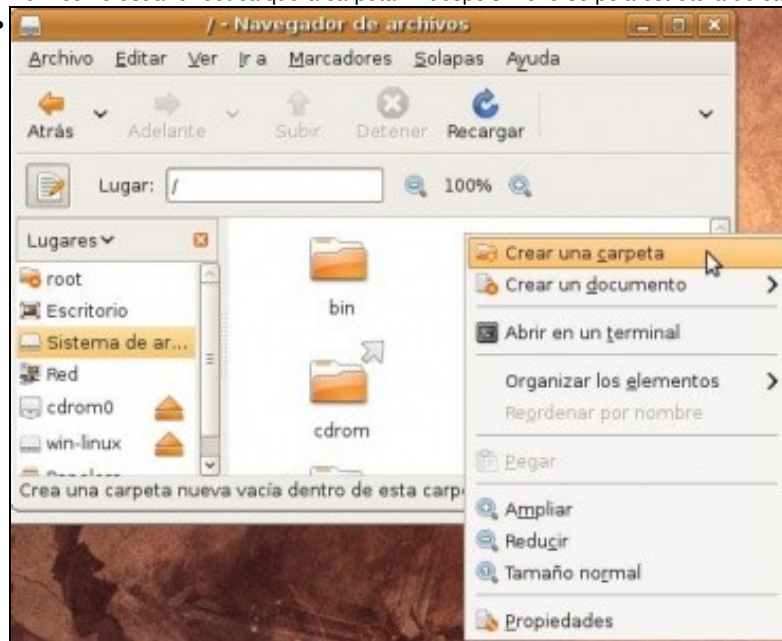 / - Navegador de archivos
Archivo Editar Ver Ir a Marcadores Solapas Ayuda
Atrás Adelante Subir Detener Recargar
Lugar: / 100%
Lugares
root
Escritorio
Sistema de ar...
Red
cdrom0
win-linux
bin
cdrom
Crea una carpeta nueva vacía dentro de esta carp
Crear una carpeta
Crear un documento
Abrir en un terminal
Organizar los elementos
Reordenar por nombre
Pegar
Ampliar
Reducir
Tamaño normal
Propiedades